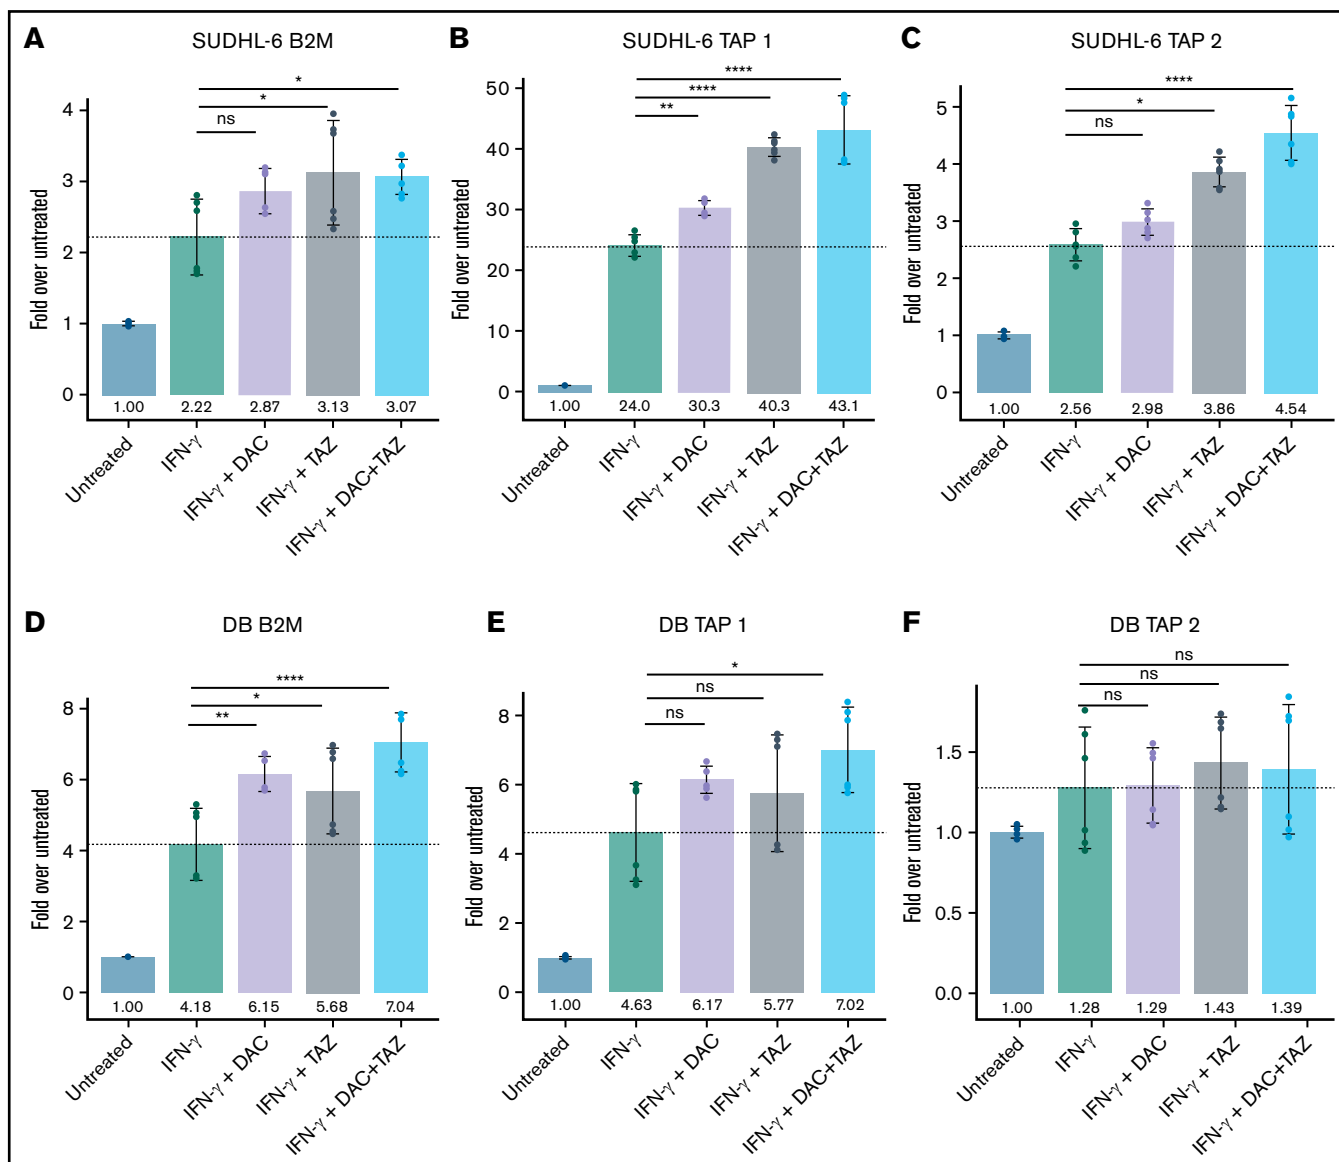 A
SUDHL-6 B2M
Fold over untreated
4
3
2
1
0
ns
*
*
1.00 2.22 2.87 3.13 3.07
Untreated
IFN-γ
IFN-γ + DAC
IFN-γ + TAZ
IFN-γ + DAC+TAZ
B
SUDHL-6 TAP 1
Fold over untreated
50
40
30
20
10
0
****
****
**
1.00 24.0 30.3 40.3 43.1
Untreated
IFN-γ
IFN-γ + DAC
IFN-γ + TAZ
IFN-γ + DAC+TAZ
C
SUDHL-6 TAP 2
Fold over untreated
5
4
3
2
1
0
****
*
ns
1.00 2.56 2.98 3.86 4.54
Untreated
IFN-γ
IFN-γ + DAC
IFN-γ + TAZ
IFN-γ + DAC+TAZ
D
DB B2M
Fold over untreated
8
6
4
2
0
****
*
**
1.00 4.18 6.15 5.68 7.04
Untreated
IFN-γ
IFN-γ + DAC
IFN-γ + TAZ
IFN-γ + DAC+TAZ
E
DB TAP 1
Fold over untreated
8
6
4
2
0
*
ns
ns
1.00 4.63 6.17 5.77 7.02
Untreated
IFN-γ
IFN-γ + DAC
IFN-γ + TAZ
IFN-γ + DAC+TAZ
F
DB TAP 2
Fold over untreated
1.5
1.0
0.5
0.0
ns
ns
ns
1.00 1.28 1.29 1.43 1.39
Untreated
IFN-γ
IFN-γ + DAC
IFN-γ + TAZ
IFN-γ + DAC+TAZ